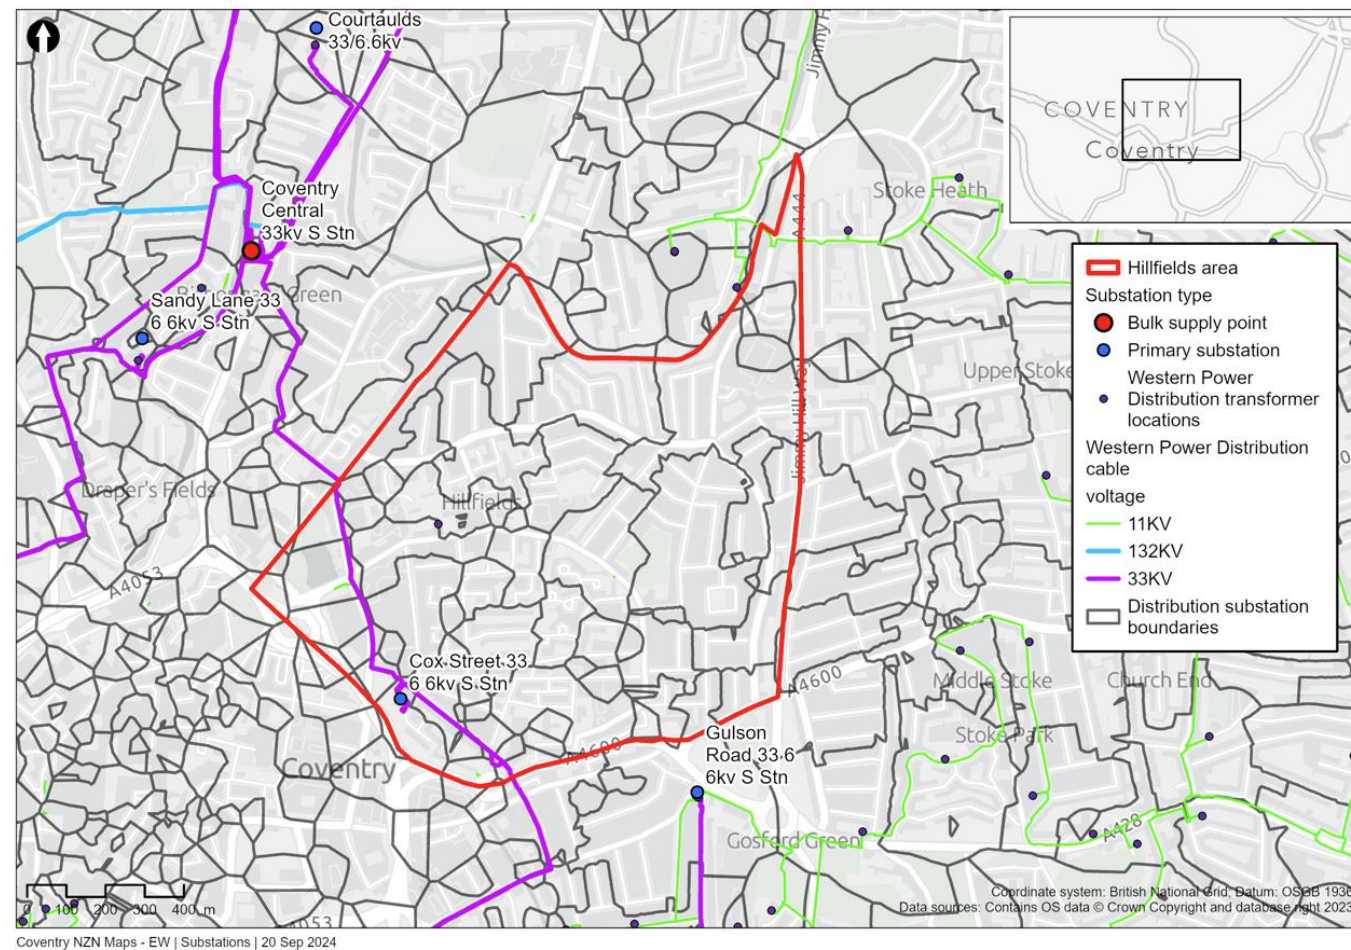 Courtaulds
33/6.6kv
Jimmy H
COVENTRY
Coventry
Coventry
Central
33kv S Stn
Stoke Heath
A444
Green
Sandy Lane 33
6 6kv S Stn
Hillfields area
Substation type
Bulk supply point
Primary substation
Western Power
Distribution transformer
locations
Western Power Distribution
cable
voltage
11KV
132KV
33KV
Distribution substation
boundaries
Upper Stoke
Jimmy Hill Way
Draper's Fields
Hillfields
A4053
Cox Street 33
6 6kv S Stn
A4600
Middle Stoke
Church End
Gulson
Road 33 6
6kv S Stn
Stoke Park
A4600
Coventry
Gosford Green
A428
0 100 200 300 400 m
A053
Coordinate system: British National Grid; Datum: OSGB 1936
Data sources: Contains OS data © Crown Copyright and database right 2023
Coventry NZN Maps - EW | Substations | 20 Sep 2024